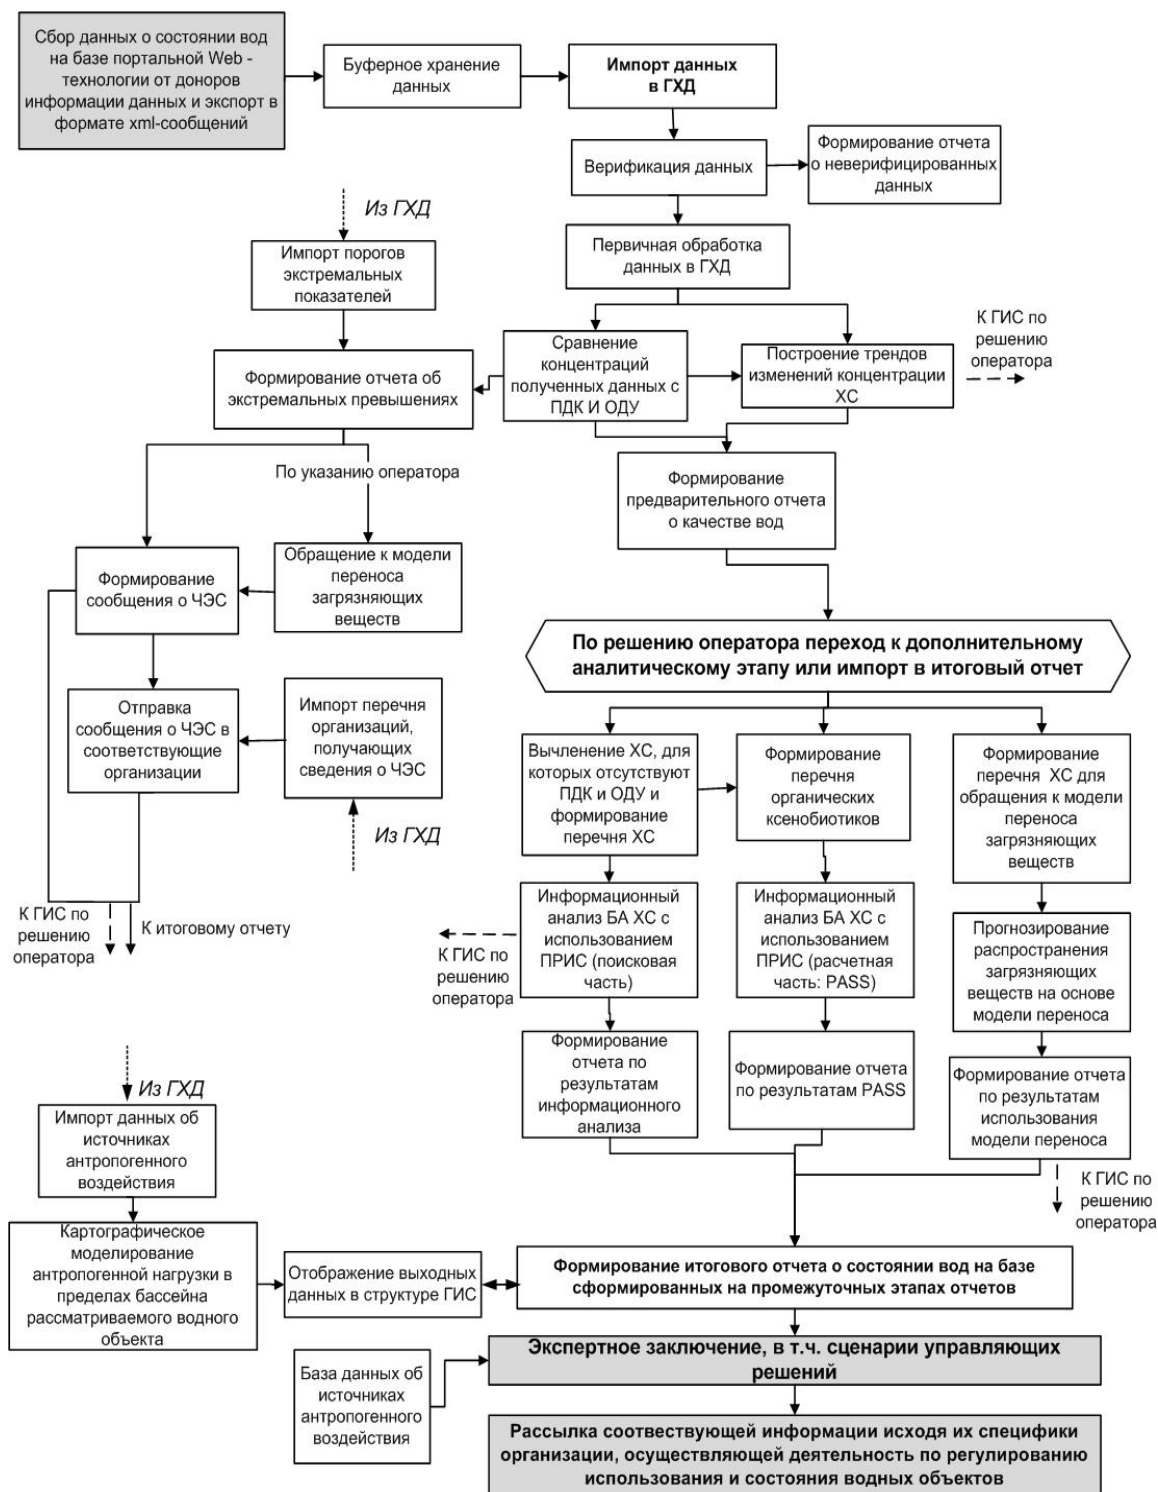 Сбор данных о состоянии вод
на базе портальной Web -
технологии от доноров
информации данных и экспорт в
формате xml-сообщений
Буферное хранение
данных
Импорт данных
в ГХД
Верификация данных
Формирование отчета
о неверифицированных
данных
Из ГХД
Импорт порогов
экстремальных
показателей
Первичная обработка
данных в ГХД
Формирование отчета об
экстремальных превышениях
Сравнение
концентраций
полученных данных с
ПДК И ОДУ
Построение трендов
изменений концентрации
ХС
К ГИС по
решению
оператора
По указанию оператора
Формирование
предварительного отчета
о качестве вод
Формирование
сообщения о ЧЭС
Обращение к модели
переноса
загрязняющих
веществ
По решению оператора переход к дополнительному
аналитическому этапу или импорт в итоговый отчет
Отправка
сообщения о ЧЭС в
соответствующие
организации
Импорт перечня
организаций,
получающих
сведения о ЧЭС
Из ГХД
Вычленение ХС, для
которых отсутствуют
ПДК и ОДУ и
формирование
перечня ХС
Формирование
перечня
органических
ксенобиотиков
Формирование
перечня ХС для
обращения к модели
переноса
загрязняющих
веществ
К ГИС по
решению
оператора
К итоговому отчету
К ГИС по
решению
оператора
Информационный
анализ БА ХС с
использованием
ПРИС (поисковая
часть)
Информационный
анализ БА ХС с
использованием
ПРИС (расчетная
часть: PASS)
Прогнозирование
распространения
загрязняющих
веществ на основе
модели переноса
Формирование
отчета по
результатам
информационного
анализа
Формирование отчета
по результатам PASS
Формирование отчета
по результатам
использования
модели переноса
К ГИС по
решению
оператора
Из ГХД
Импорт данных об
источниках
антропогенного
воздействия
Картографическое
моделирование
антропогенной нагрузки в
пределах бассейна
рассматриваемого водного
объекта
Отображение выходных
данных в структуре ГИС
Формирование итогового отчета о состоянии вод на базе
сформированных на промежуточных этапах отчетов
База данных об
источниках
антропогенного
воздействия
Экспертное заключение, в т.ч. сценарии управляющих
решений
Рассылка соотвествующей информации исходя их специфики
организации, осуществляющей деятельность по регулированию
использования и состояния водных объектов